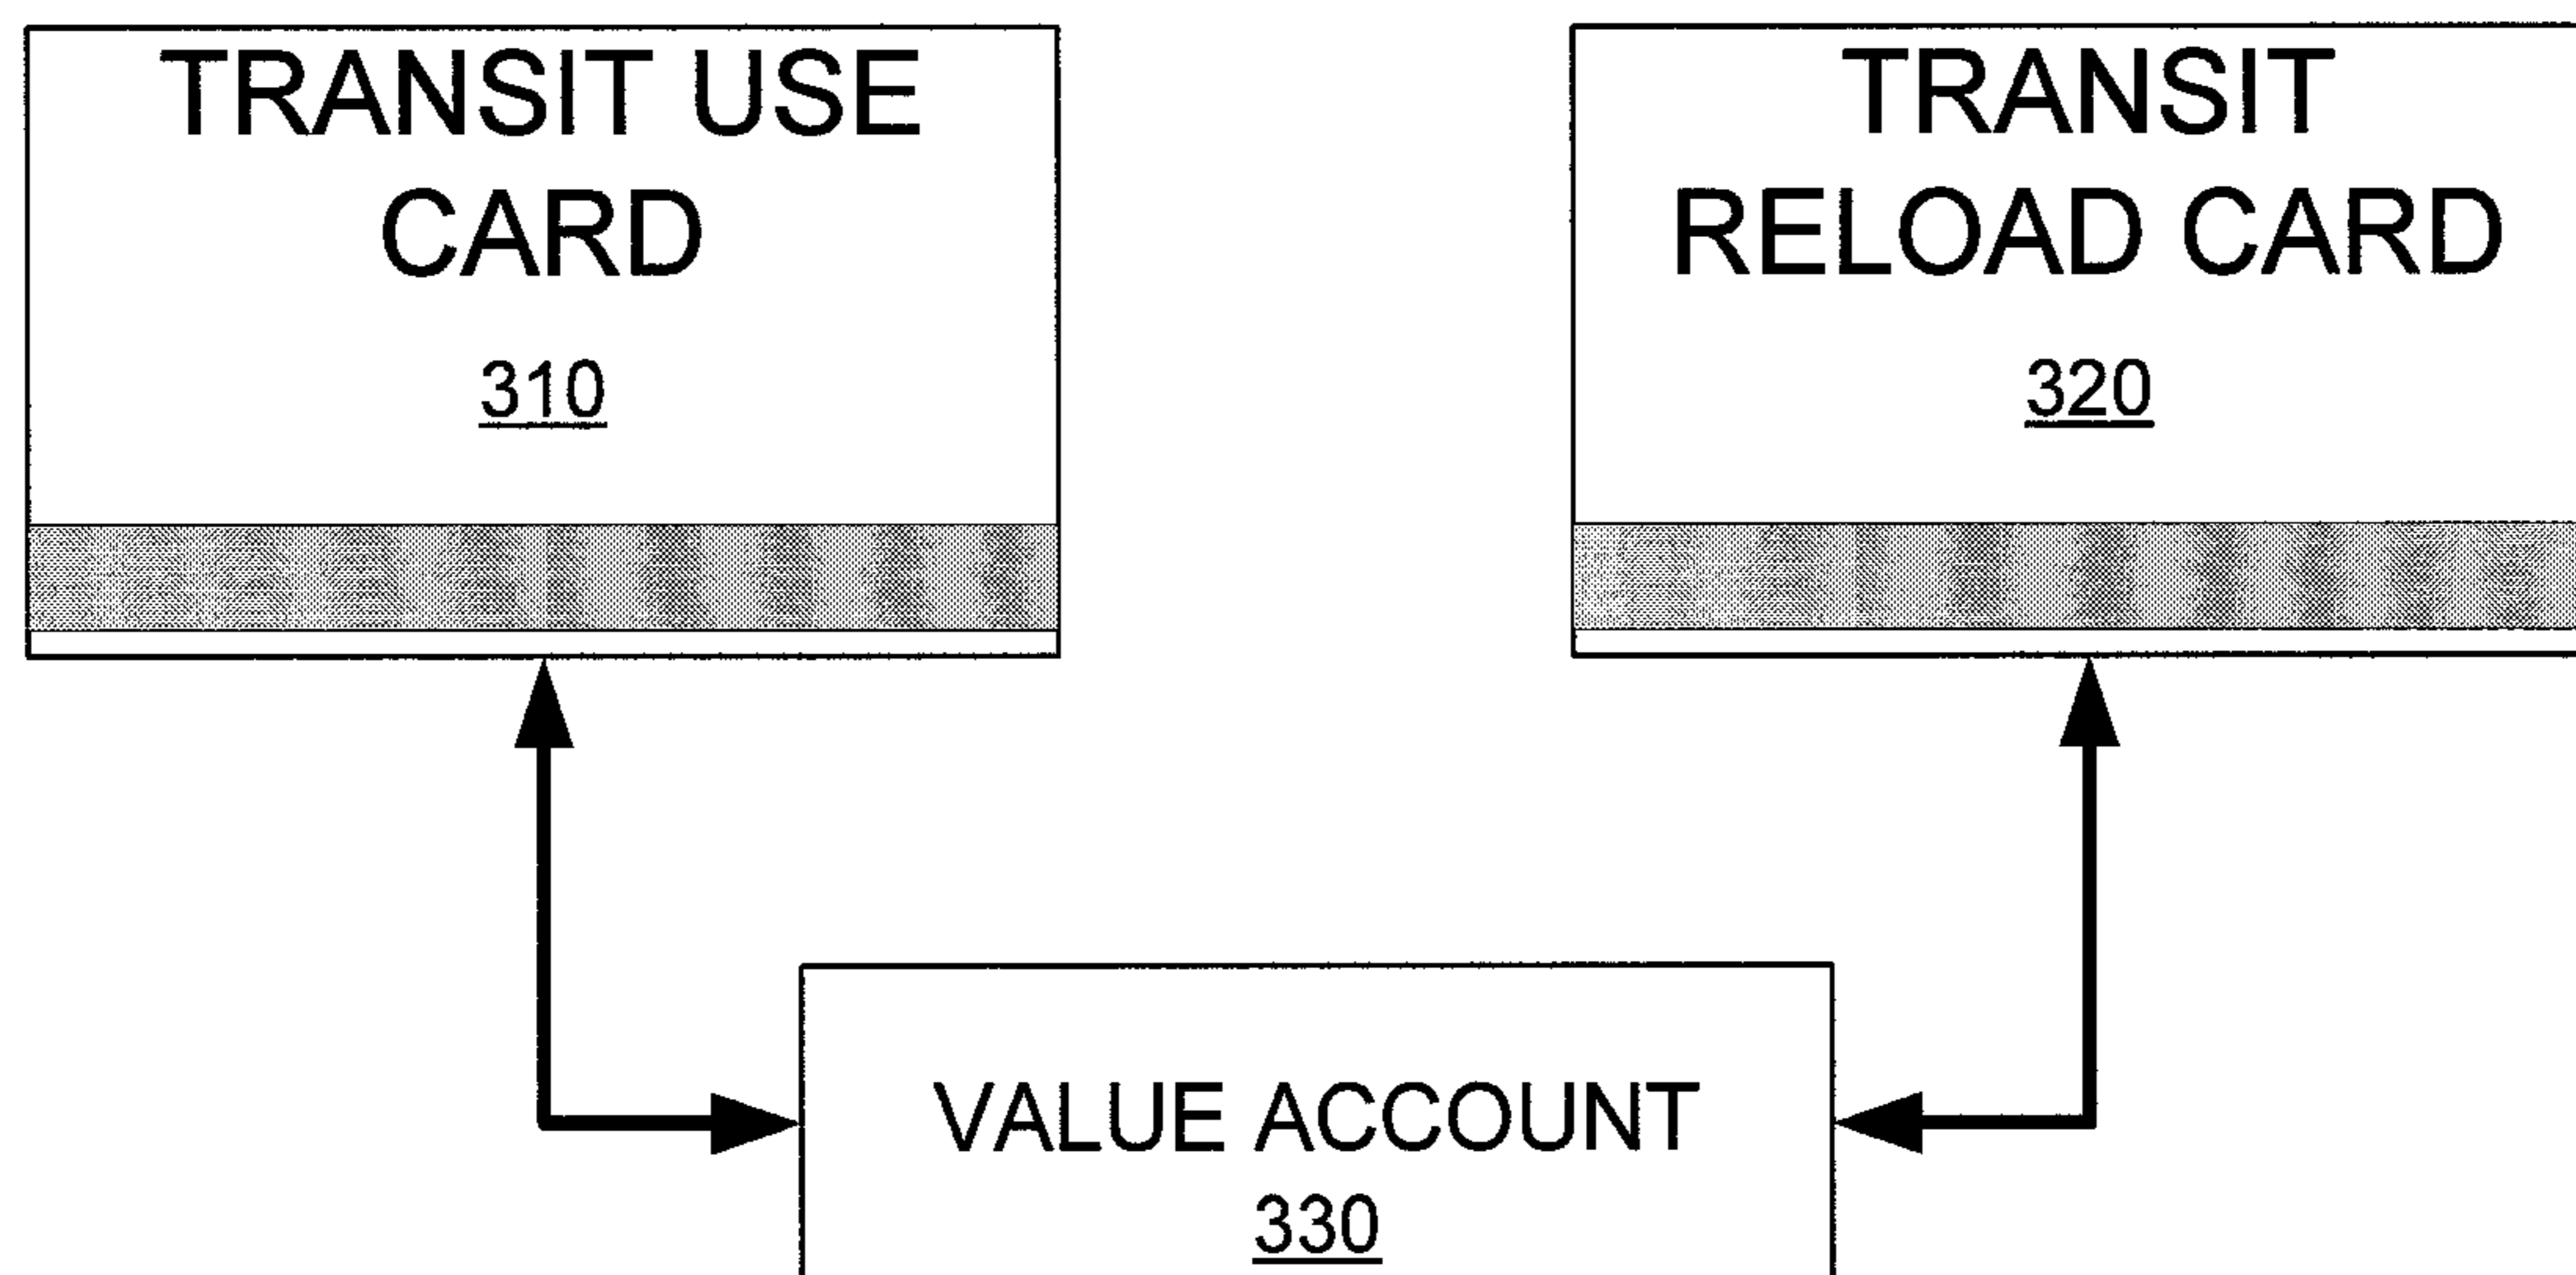 TRANSIT USE
CARD
310
TRANSIT
RELOAD CARD
320
VALUE ACCOUNT
330